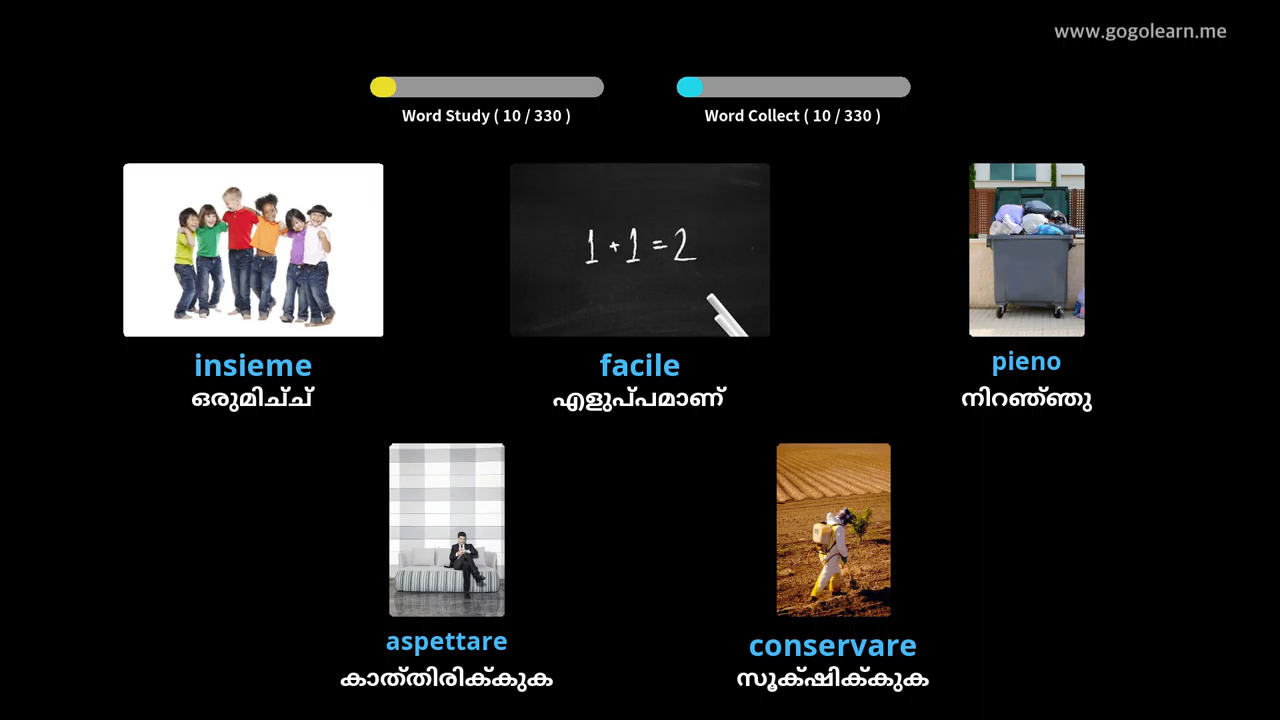 www.gogolearn.me
Word Study ( 10 / 330 )
Word Collect ( 10 / 330 )
1 + 1 = 2
insieme
ഒരുമിച്ച്
facile
എളുപ്പമാണ്
pieno
നിറഞ്ഞു
aspettare
കാത്തിരിക്കുക
conservare
സൂക്ഷിക്കുക